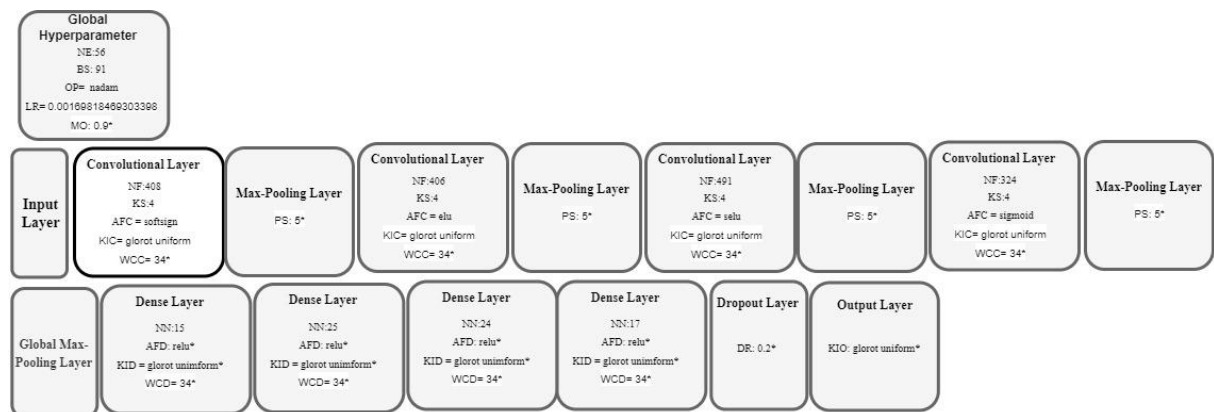 Global
Hyperparameter
NE:56
BS: 91
OP= nadam
LR= 0.00169818469303398
MO: 0.9*
Input
Layer
Convolutional Layer
NF:408
KS:4
AFC = softsign
KIC= glorot uniform
WCC= 34*
Max-Pooling Layer
PS: 5*
Convolutional Layer
NF:406
KS:4
AFC = elu
KIC= glorot uniform
WCC= 34*
Max-Pooling Layer
PS: 5*
Convolutional Layer
NF:491
KS:4
AFC = selu
KIC= glorot uniform
WCC= 34*
Max-Pooling Layer
PS: 5*
Convolutional Layer
NF:324
KS:4
AFC = sigmoid
KIC= glorot uniform
WCC= 34*
Max-Pooling Layer
PS: 5*
Global Max-
Pooling Layer
Dense Layer
NN:15
AFD: relu*
KID = glorot unimform*
WCD= 34*
Dense Layer
NN:25
AFD: relu*
KID = glorot unimform*
WCD= 34*
Dense Layer
NN:24
AFD: relu*
KID = glorot unimform*
WCD= 34*
Dense Layer
NN:17
AFD: relu*
KID = glorot unimform*
WCD= 34*
Dropout Layer
DR: 0.2*
Output Layer
KIO: glorot uniform*